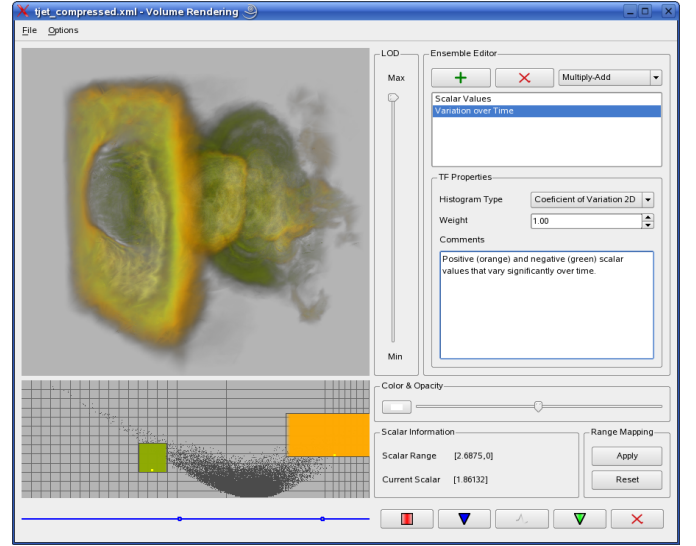 tjet_compressed.xml - Volume Rendering
File Options
LOD
Max
Min
Ensemble Editor
Multiply-Add
Scalar Values
Variation over Time
TF Properties
Histogram Type Coeficient of Variation 2D
Weight 1.00
Comments
Positive (orange) and negative (green) scalar
values that vary significantly over time.
Color & Opacity
Scalar Information
Scalar Range [2.6875,0]
Current Scalar [1.86132]
Range Mapping
Apply
Reset